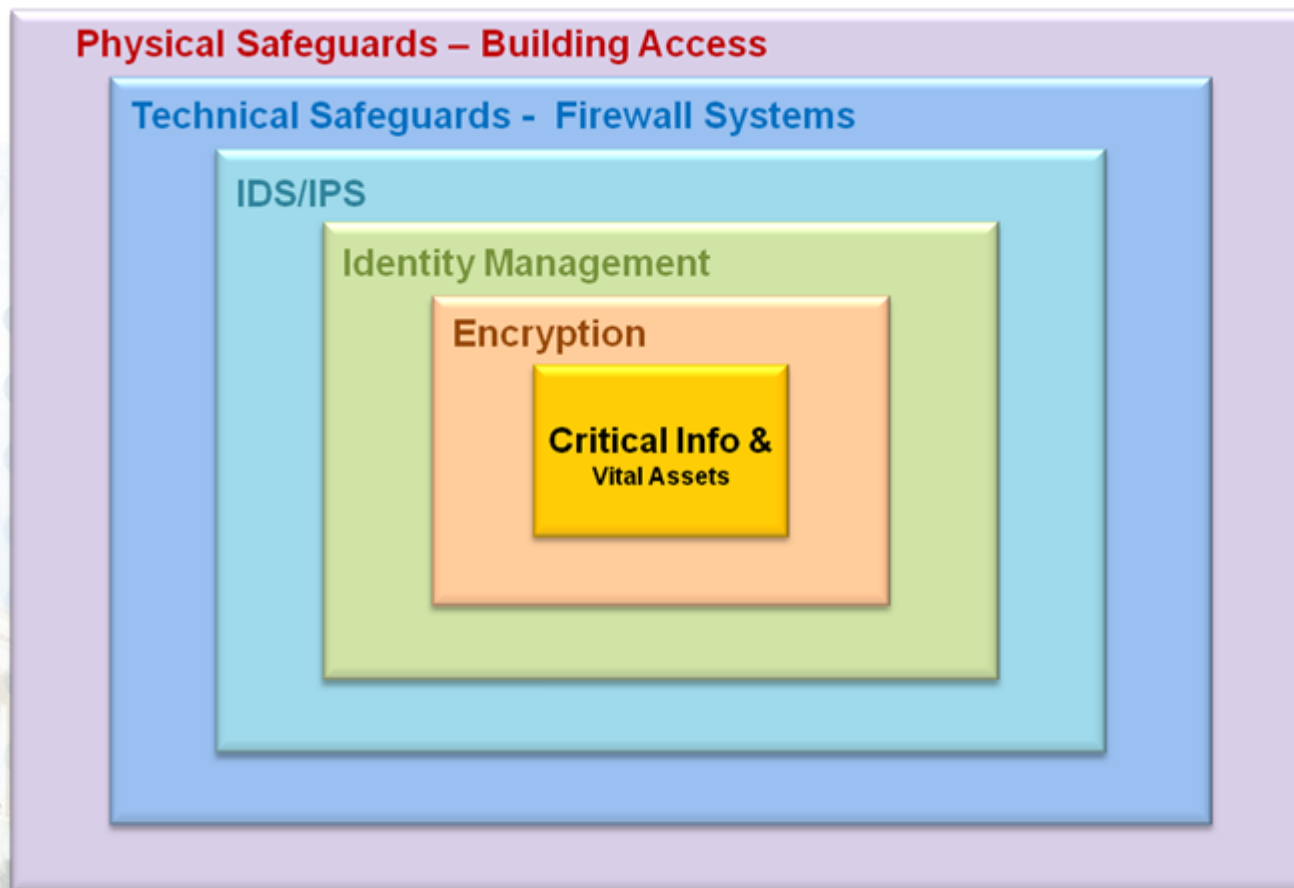 Physical Safeguards – Building Access
Technical Safeguards -  Firewall Systems
IDS/IPS
Identity Management
Encryption
Critical Info &
Vital Assets